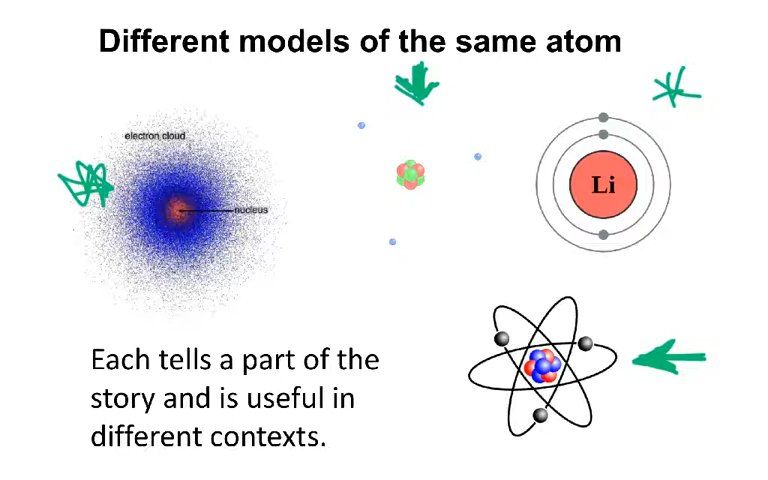 Different models of the same atom
electron cloud
nucleus
Li
Each tells a part of the
story and is useful in
different contexts.